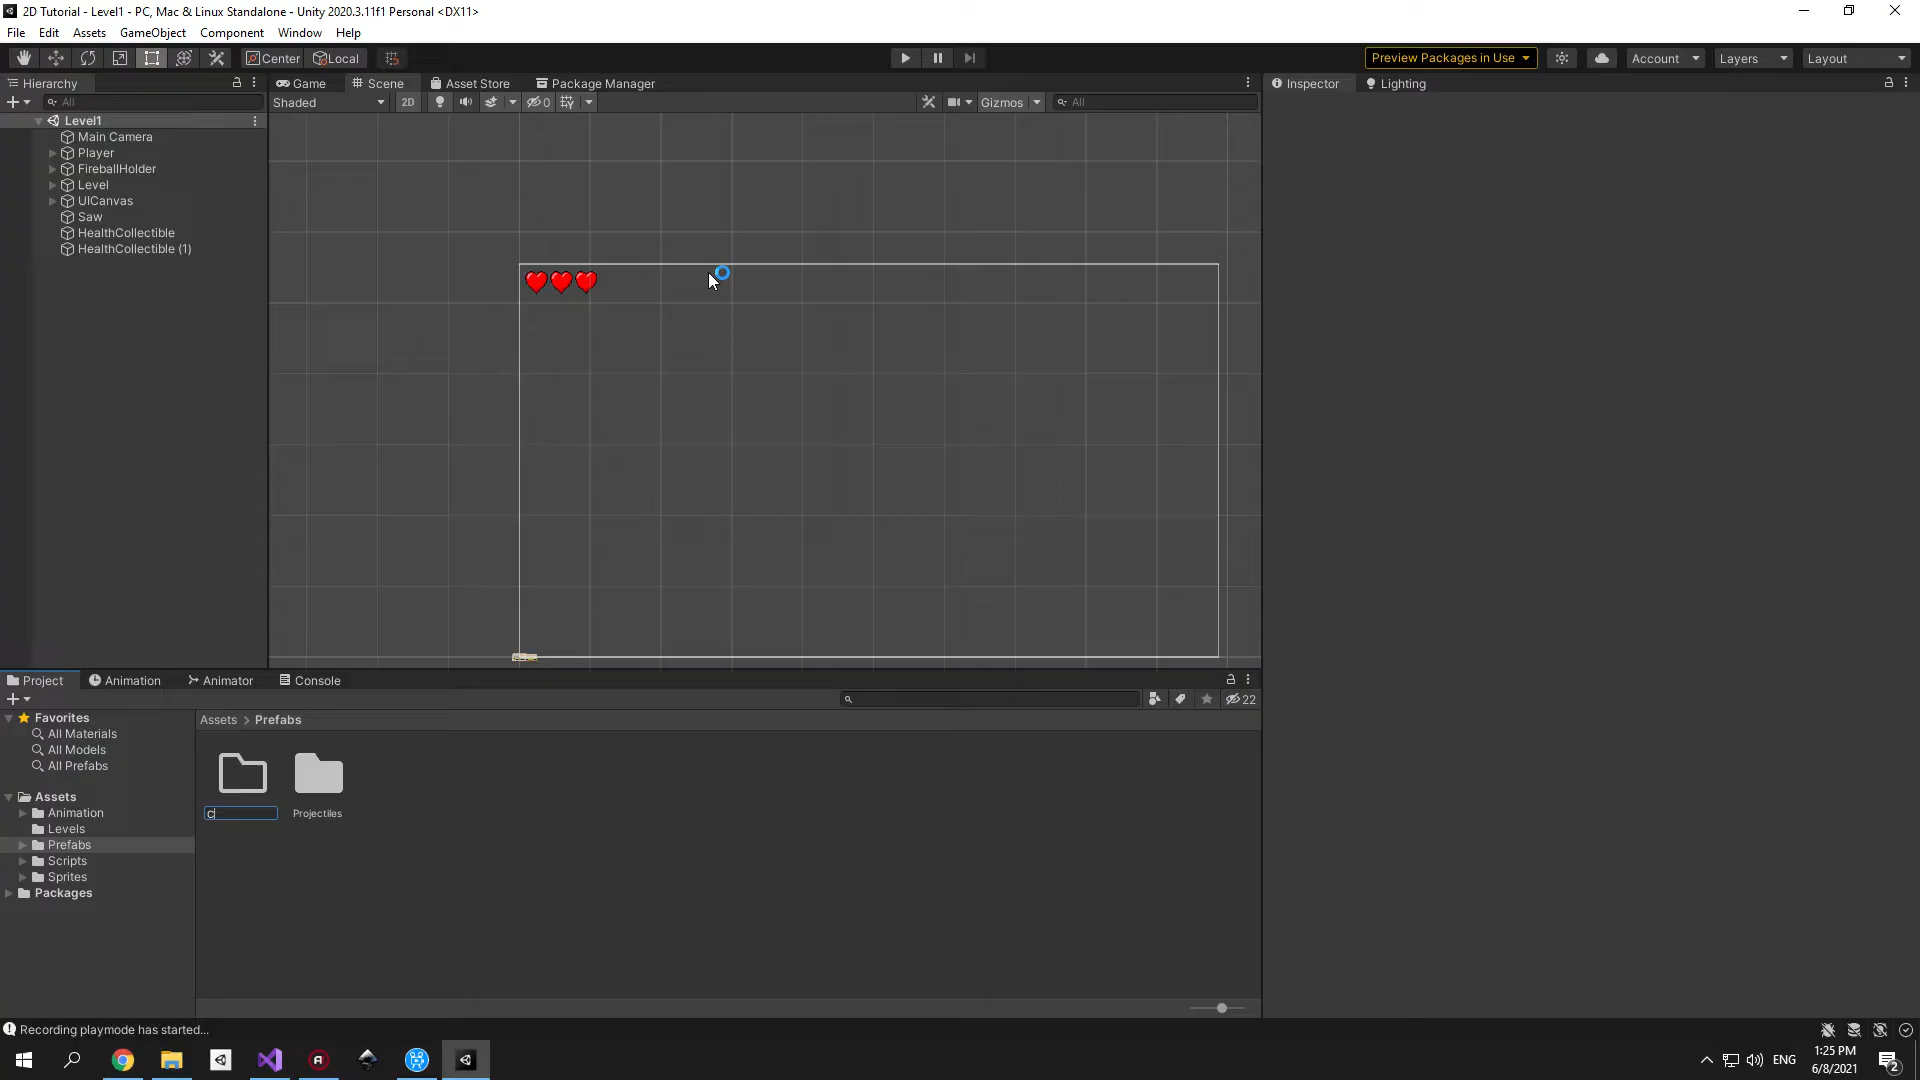 2D Tutorial - Level1 - PC, Mac & Linux Standalone - Unity 2020.3.11f1 Personal <DX11>
File Edit Assets GameObject Component Window Help
Center Local Preview Packages in Use Account Layers Layout
Hierarchy Game Scene Asset Store Package Manager Inspector Lighting
All Shaded 2D 0 Gizmos All
Level1
Main Camera
Player
FireballHolder
Level
UICanvas
Saw
HealthCollectible
HealthCollectible (1)
Project Animation Animator Console
22
Favorites
All Materials
All Models
All Prefabs
Assets
Animation
Levels
Prefabs
Scripts
Sprites
Packages
Assets > Prefabs
C Projectiles
Recording playmode has started...
ENG
1:25 PM
6/8/2021
2